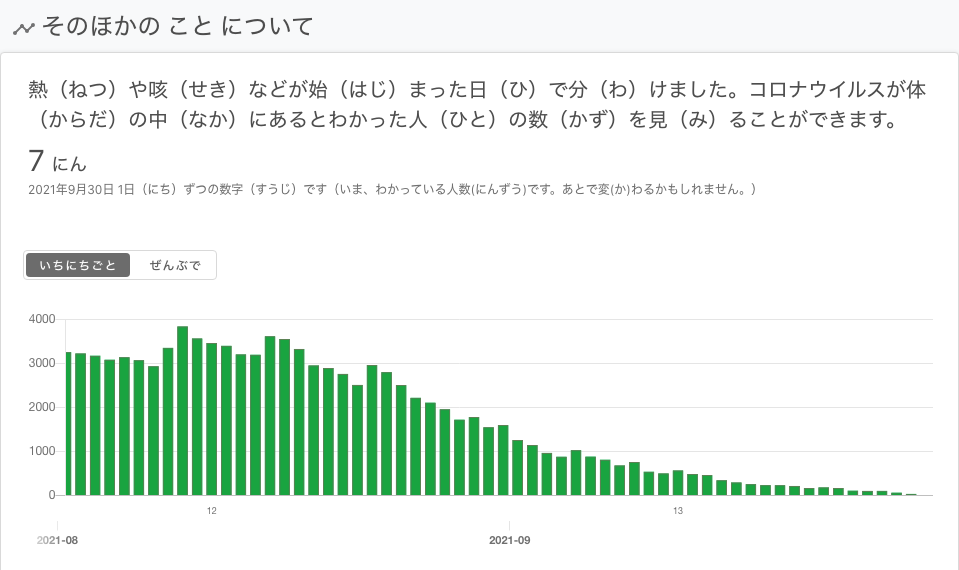 そのほかの こと について
熱（ねつ）や咳（せき）などが始（はじ）まった日（ひ）で分（わ）けました。コロナウイルスが体
（からだ）の中（なか）にあるとわかった人（ひと）の数（かず）を見（み）ることができます。
7 にん
2021年9月30日 1日（にち）ずつの数字（すうじ）です（いま、わかっている人数(にんずう)です。あとで変(か)わるかもしれません。）
いちにちごと ぜんぶで
4000
3000
2000
1000
0
12 13
2021-08 2021-09